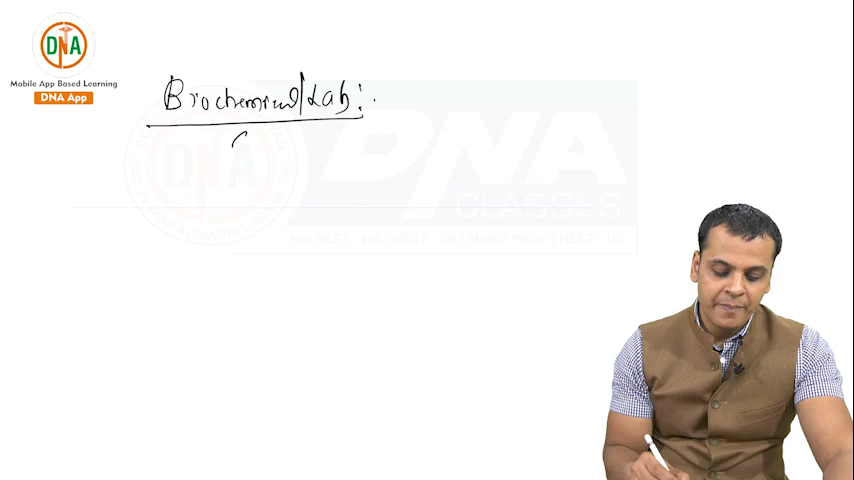 DNA
Mobile App Based Learning
DNA App
Biochemical/Lab:
DNA
DNA
CLASSES
For NEET - PG | NEET - SS | MBBS PROF | NEET - UG